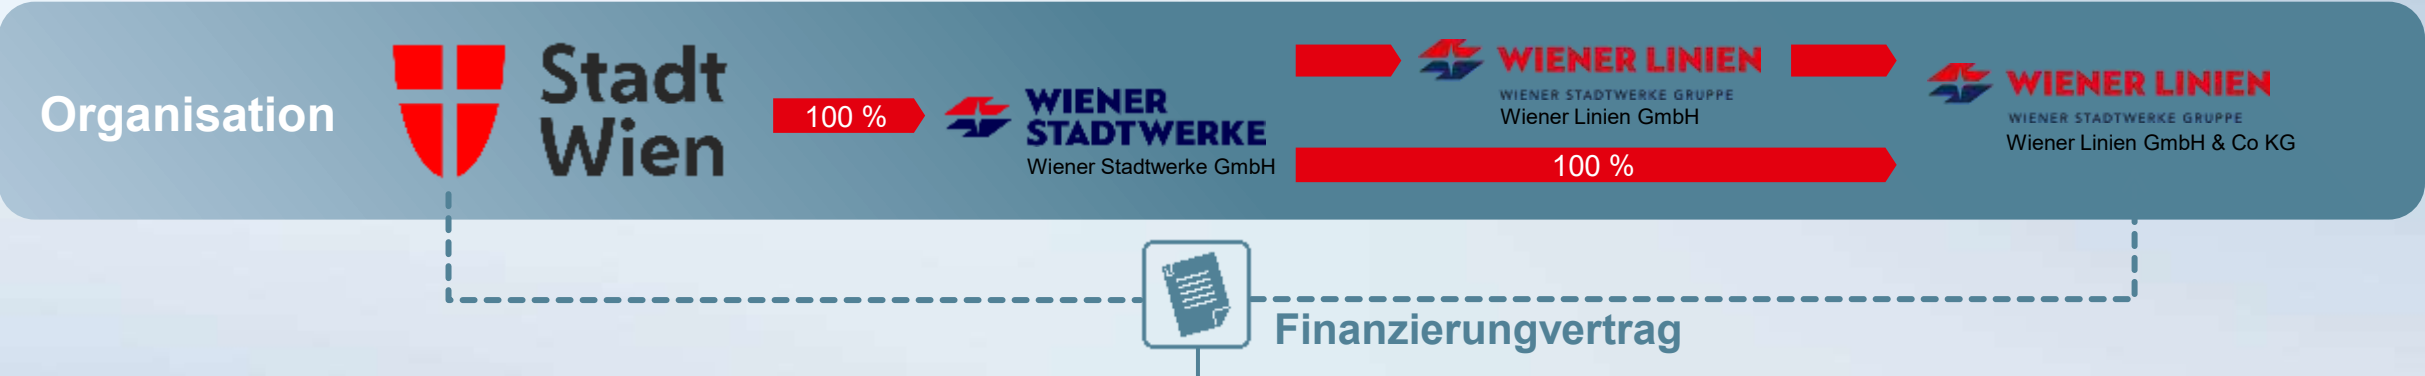 Organisation
Stadt
Wien
100 %
WIENER
STADTWERKE
Wiener Stadtwerke GmbH
WIENER LINIEN
WIENER STADTWERKE GRUPPE
Wiener Linien GmbH
100 %
WIENER LINIEN
WIENER STADTWERKE GRUPPE
Wiener Linien GmbH & Co KG
Finanzierungvertrag